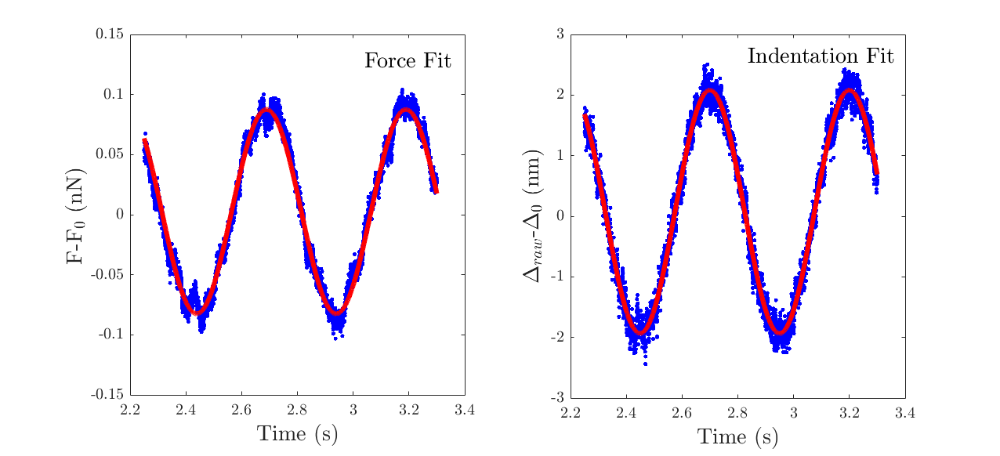 Force Fit
0.15
0.1
0.05
0
-0.05
-0.1
-0.15
F-F₀ (nN)
2.2 2.4 2.6 2.8 3 3.2 3.4
Time (s)
Indentation Fit
3
2
1
0
-1
-2
-3
Δraw-Δ₀ (nm)
2.2 2.4 2.6 2.8 3 3.2 3.4
Time (s)